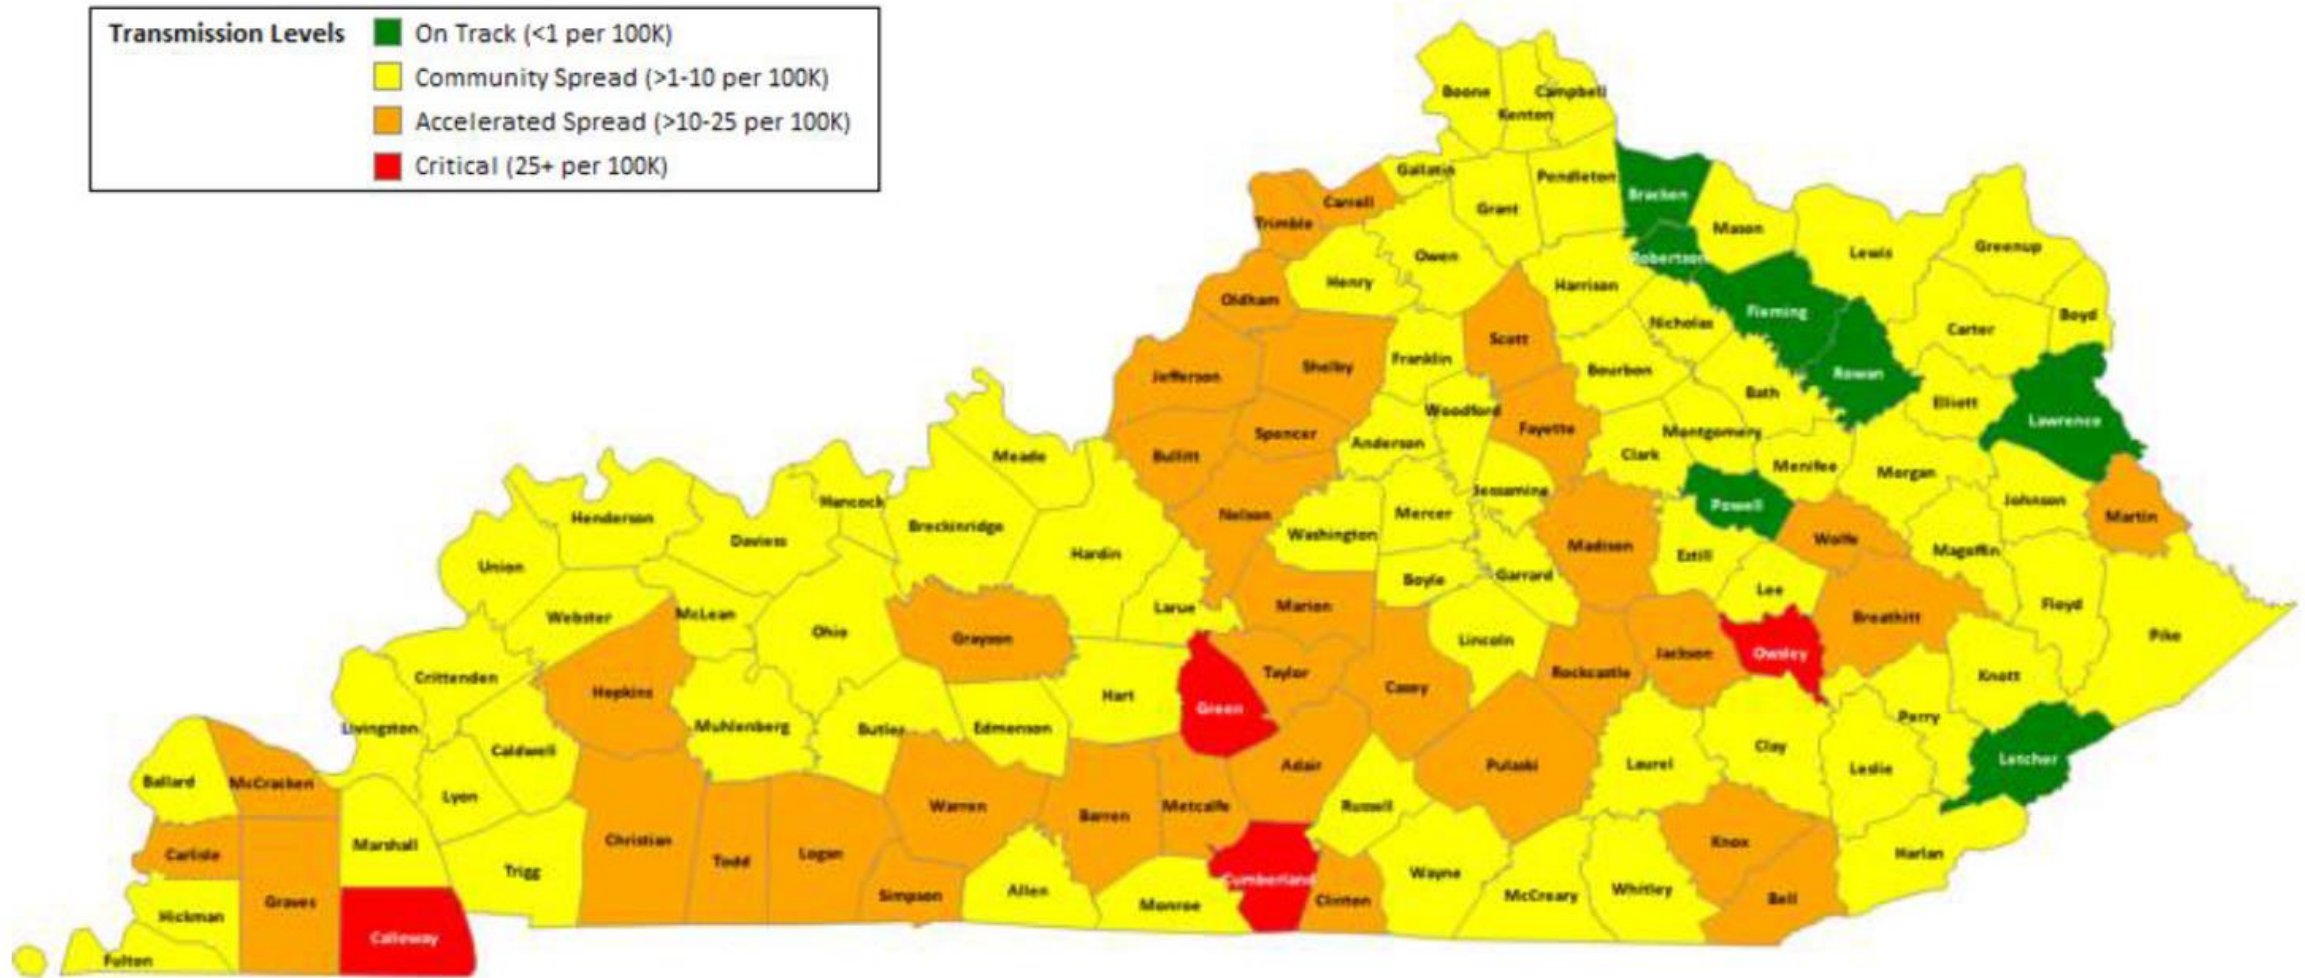 Transmission Levels
On Track (<1 per 100K)
Community Spread (>1-10 per 100K)
Accelerated Spread (>10-25 per 100K)
Critical (25+ per 100K)
Boone
Kenton
Campbell
Gallatin
Pendleton
Grant
Bracken
Carroll
Trimble
Mason
Owen
Henry
Robertson
Lewis
Greenup
Oldham
Harrison
Fleming
Nicholas
Carter
Boyd
Scott
Franklin
Shelby
Jefferson
Bourbon
Rowan
Bath
Elliott
Woodford
Lawrence
Spencer
Anderson
Fayette
Montgomery
Bullitt
Meade
Clark
Menifee
Morgan
Hancock
Jessamine
Johnson
Henderson
Breckinridge
Nelson
Mercer
Powell
Martin
Daviess
Washington
Wolfe
Hardin
Madison
Estill
Magoffin
Union
Boyle
Garrard
Lee
Webster
McLean
Larue
Marion
Floyd
Breathitt
Ohio
Grayson
Lincoln
Pike
Jackson
Owsley
Crittenden
Taylor
Rockcastle
Knott
Hopkins
Hart
Casey
Green
Livingston
Muhlenberg
Butler
Edmonson
Perry
Caldwell
Clay
Letcher
Ballard
McCracken
Adair
Pulaski
Laurel
Leslie
Lyon
Warren
Barren
Metcalfe
Russell
Marshall
Christian
Knox
Carlisle
Todd
Logan
Harlan
Trigg
Wayne
Cumberland
Graves
Simpson
Allen
Clinton
McCreary
Whitley
Bell
Hickman
Monroe
Calloway
Fulton